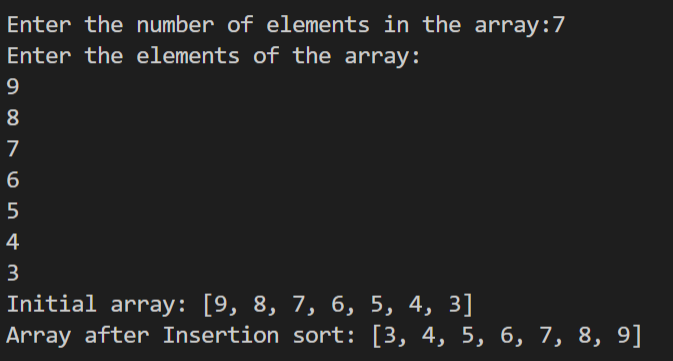 Enter the number of elements in the array:7
Enter the elements of the array:
9
8
7
6
5
4
3
Initial array: [9, 8, 7, 6, 5, 4, 3]
Array after Insertion sort: [3, 4, 5, 6, 7, 8, 9]